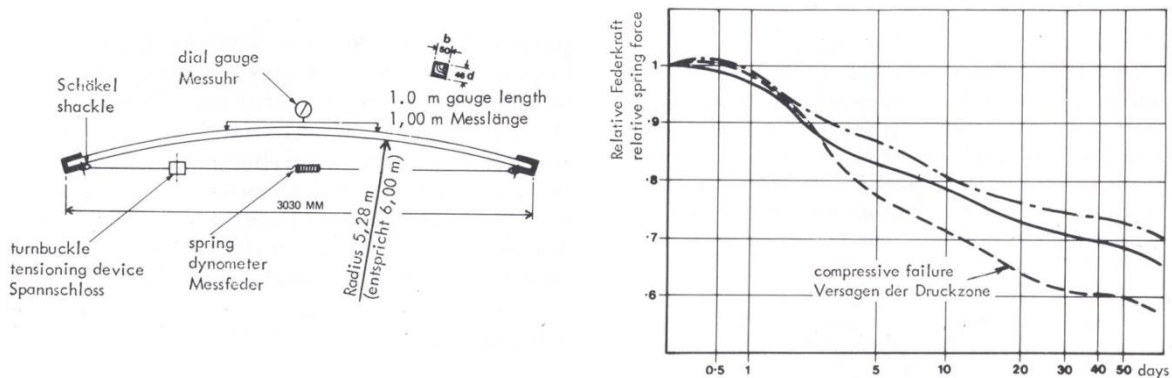 dial gauge
Messuhr
Schäkel
shackle
b
50
46 d
1.0 m gauge length
1,00 m Messlänge
3030 MM
Radius 5,28 m
(entspricht 6,00 m)
turnbuckle
tensioning device
Spannschloss
spring
dynometer
Messfeder
Relative Federkraft
relative spring force
1
.9
.8
.7
.6
compressive failure
Versagen der Druckzone
0·5 1 5 10 20 30 40 50 days